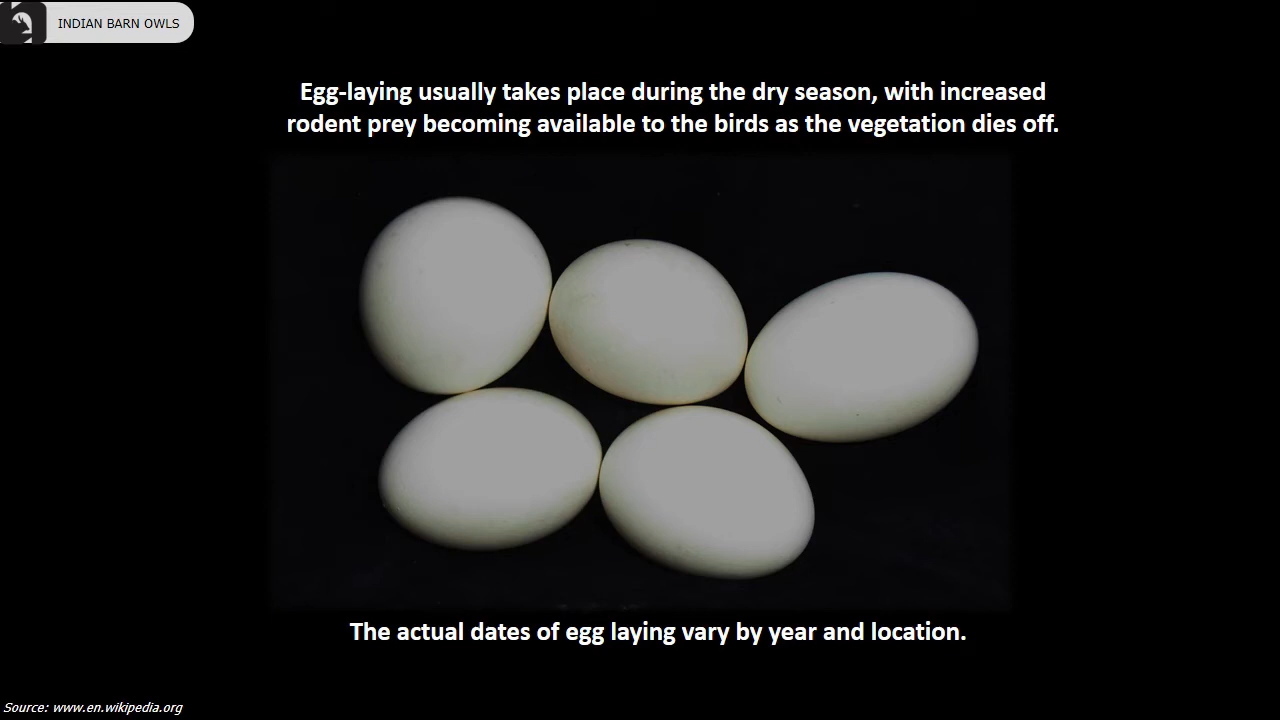 INDIAN BARN OWLS
Egg-laying usually takes place during the dry season, with increased
rodent prey becoming available to the birds as the vegetation dies off.
The actual dates of egg laying vary by year and location.
Source: www.en.wikipedia.org